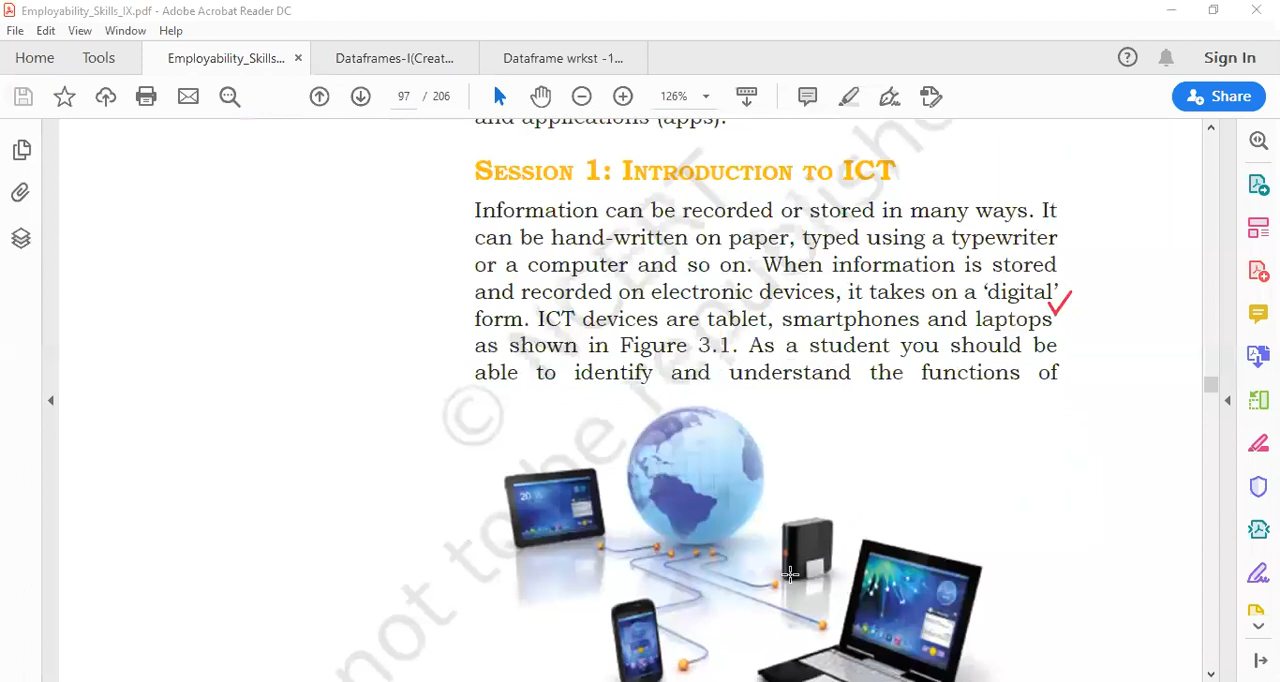 Employability_Skills_IX.pdf - Adobe Acrobat Reader DC
File Edit View Window Help
Home Tools Employability_Skills... × Dataframes-I(Creat... Dataframe wrkst -1... Sign In
97 / 206 126% Share
and applications (apps).
SESSION 1: INTRODUCTION TO ICT
Information can be recorded or stored in many ways. It
can be hand-written on paper, typed using a typewriter
or a computer and so on. When information is stored
and recorded on electronic devices, it takes on a ‘digital’
form. ICT devices are tablet, smartphones and laptops
as shown in Figure 3.1. As a student you should be
able to identify and understand the functions of
© NCERT
not to be republished